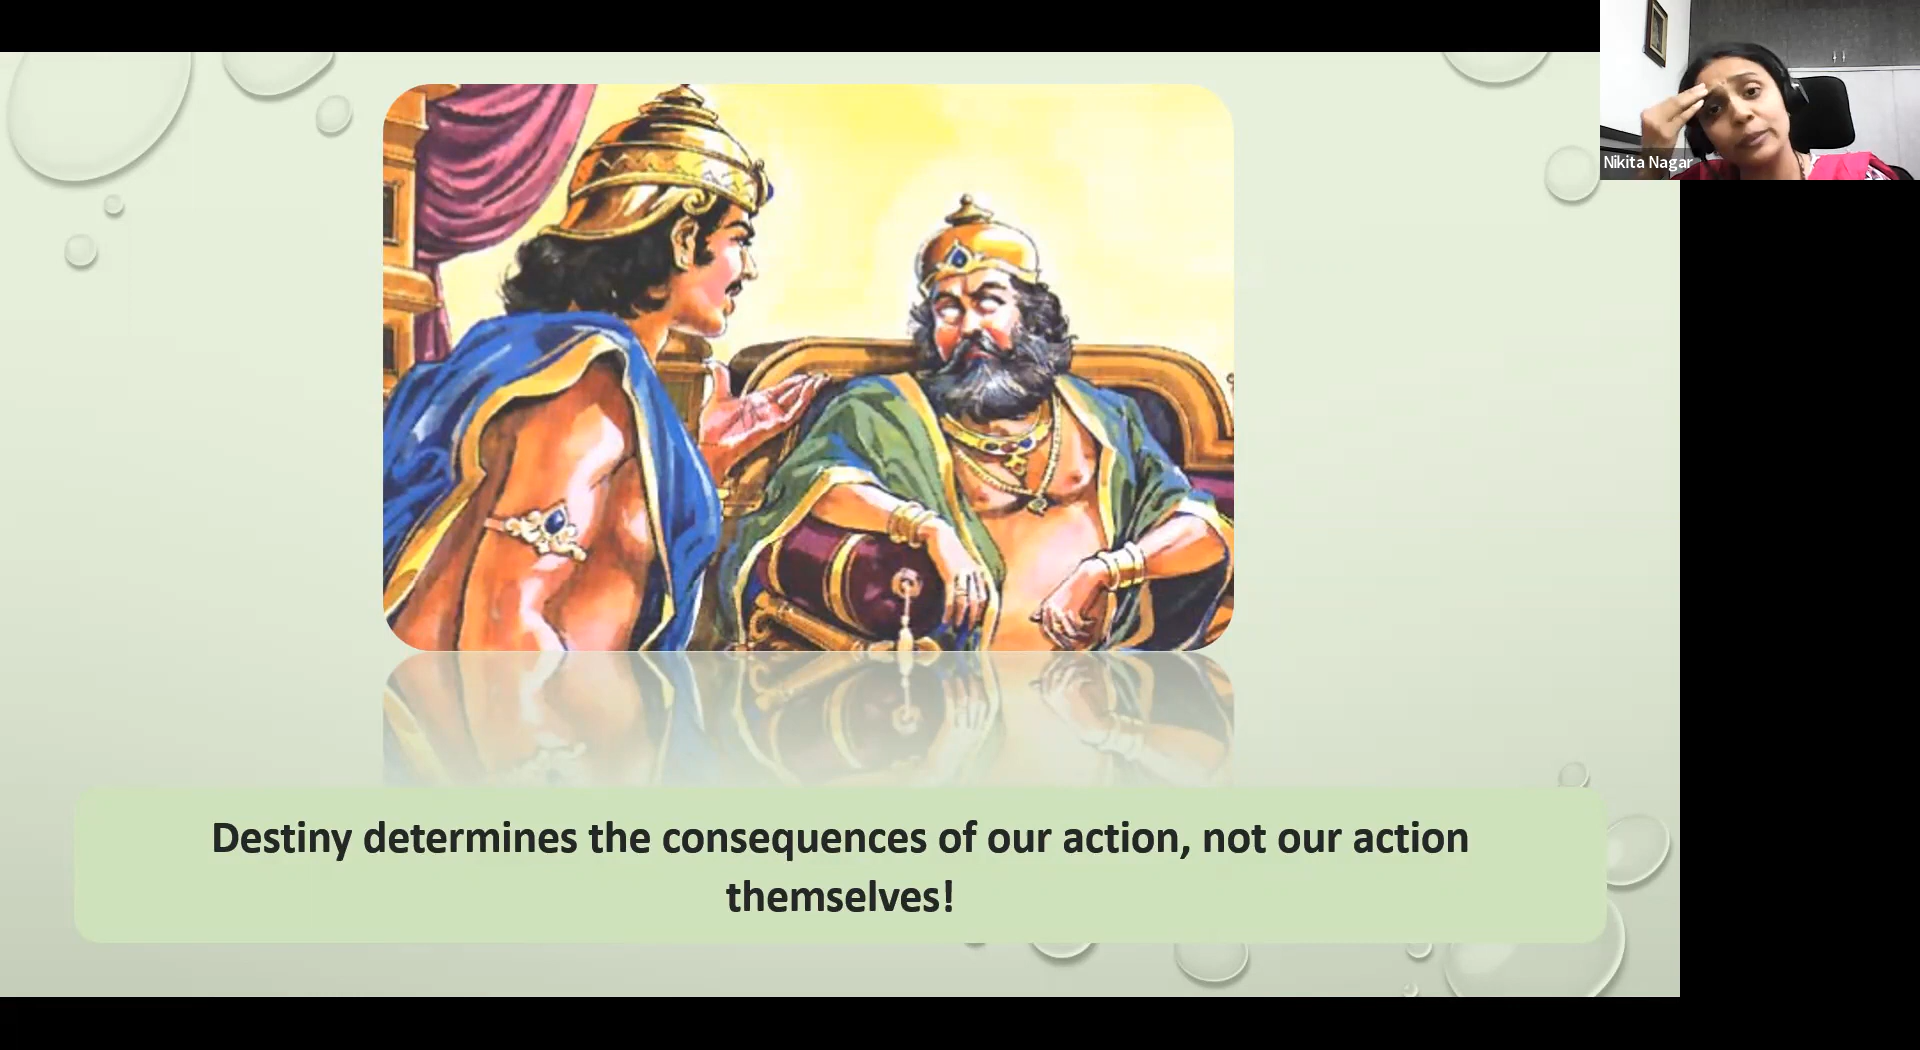 Nikita Nagar
Destiny determines the consequences of our action, not our action
themselves!